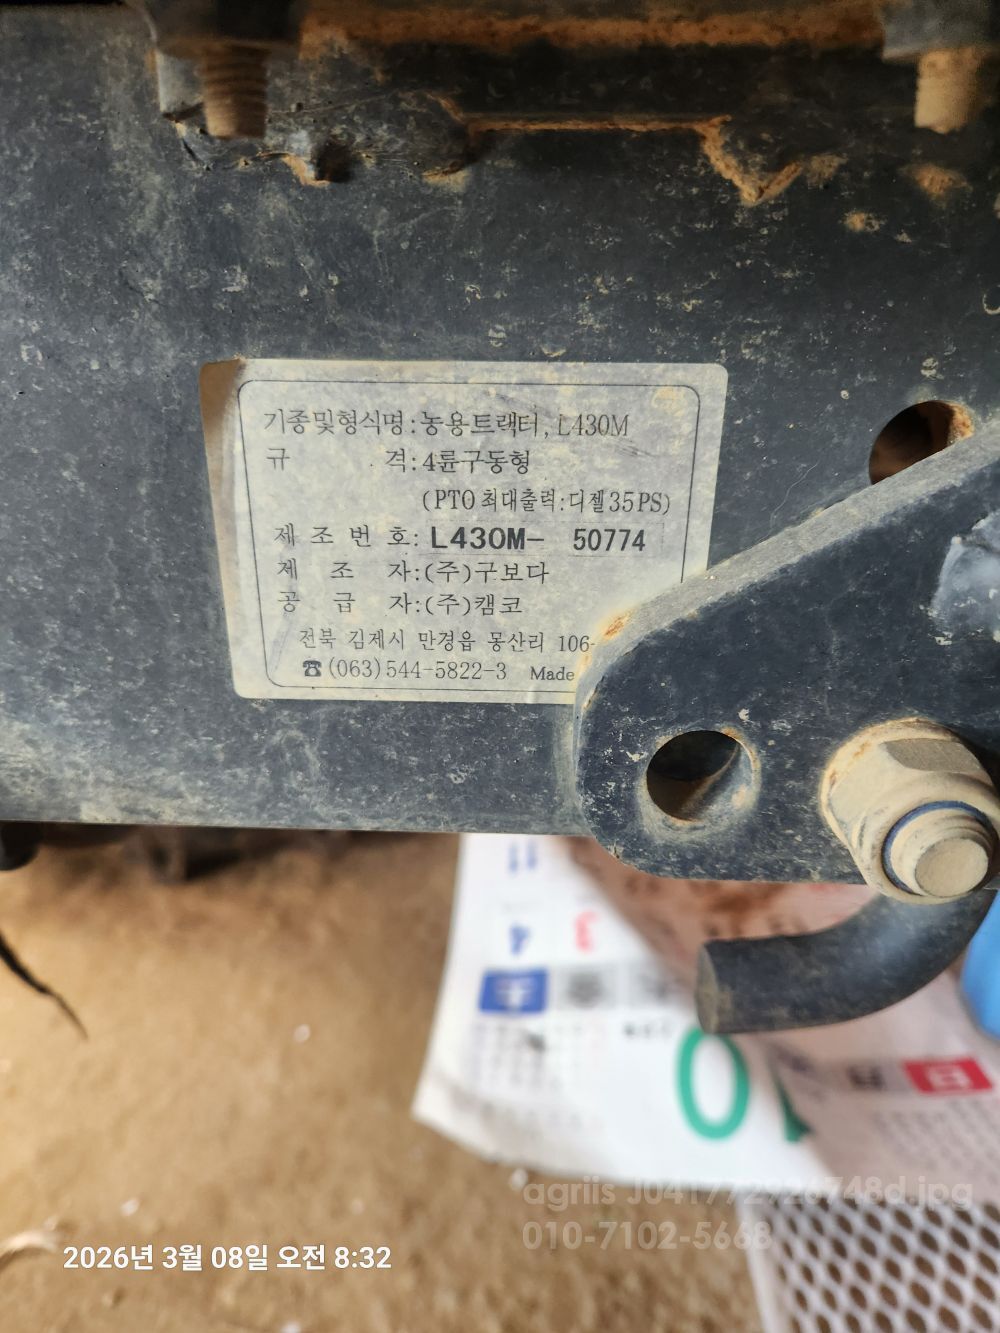 기종및형식명:농용트랙터, L430M
규 격:4륜구동형
(PTO 최대출력:디젤35PS)
제 조 번 호: L430M- 50774
제 조 자:(주)구보다
공 급 자:(주)캠코
전북 김제시 만경읍 몽산리 106-
☎(063)544-5822-3 Made
11
4 3
agriis J041772926748d.jpg
010-7102-5668
2026년 3월 08일 오전 8:32